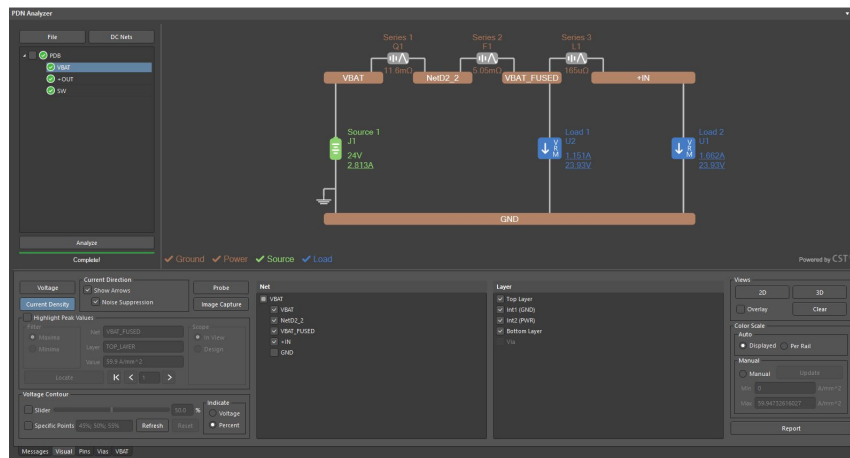 PDN Analyzer
File
DC Nets
PDB
VBAT
+OUT
SW
Analyze
Complete!
Series 1
Q1
11.6mΩ
Series 2
F1
5.05mΩ
Series 3
L1
165uΩ
VBAT
NetD2_2
VBAT_FUSED
+IN
Source 1
J1
24V
2.813A
VRM
Load 1
U2
1.151A
23.93V
VRM
Load 2
U1
1.662A
23.93V
GND
Ground
Power
Source
Load
Powered by CST
Voltage
Current Density
Current Direction
Show Arrows
Noise Suppression
Probe
Image Capture
Highlight Peak Values
Filter
Maxima
Minima
Net
VBAT_FUSED
Layer
TOP_LAYER
Value
59.9 A/mm^2
Scope
In View
Design
Locate
1
Voltage Contour
Slider
50.0
%
Specific Points
45%; 50%; 55%
Refresh
Reset
Indicate
Voltage
Percent
Net
VBAT
VBAT
NetD2_2
VBAT_FUSED
+IN
GND
Layer
Top Layer
Int1 (GND)
Int2 (PWR)
Bottom Layer
Via
Views
2D
3D
Overlay
Clear
Color Scale
Auto
Displayed
Per Rail
Manual
Manual
Update
Min
0
A/mm^2
Max
A/mm^2
Report
Messages
Visual
Pins
Vias
VBAT